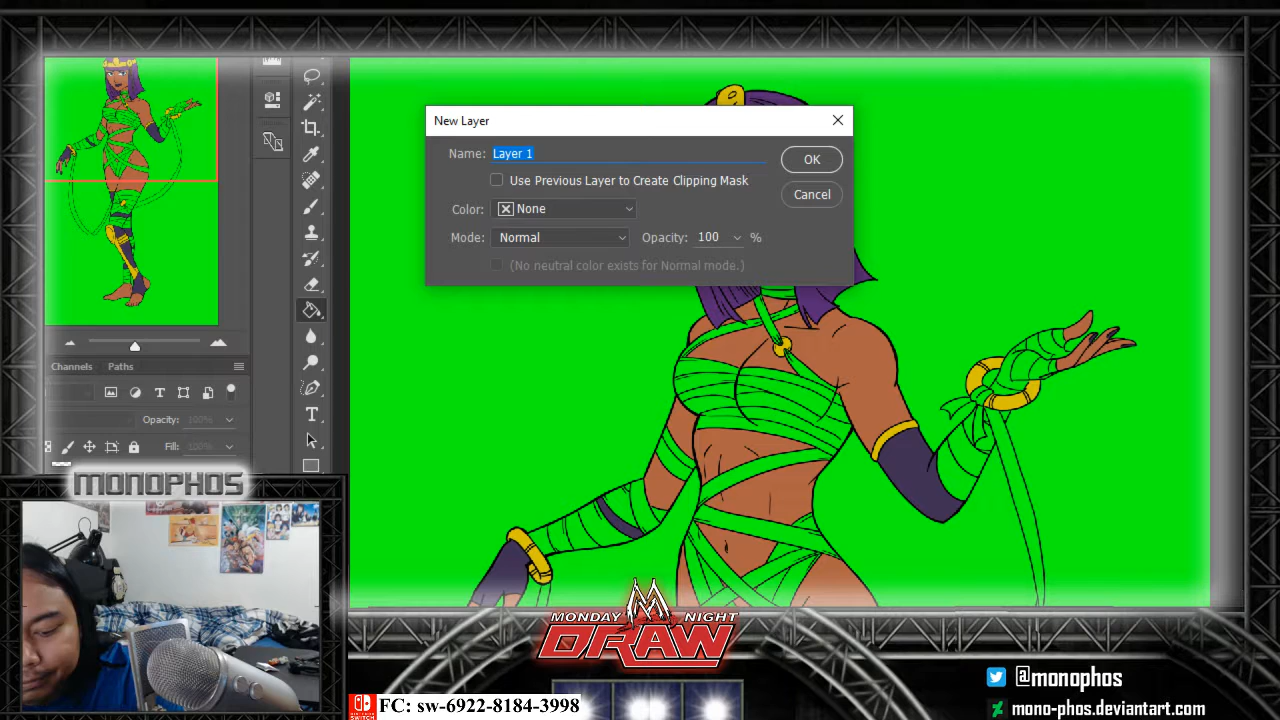 New Layer
Name: Layer 1
OK
Use Previous Layer to Create Clipping Mask
Cancel
Color: None
Mode: Normal Opacity: 100 %
(No neutral color exists for Normal mode.)
Channels Paths
T
Opacity: 100%
Fill: 100%
T
MONOPHOS
MONDAY NIGHT
DRAW
FC: sw-6922-8184-3998
@monophos
mono-phos.deviantart.com